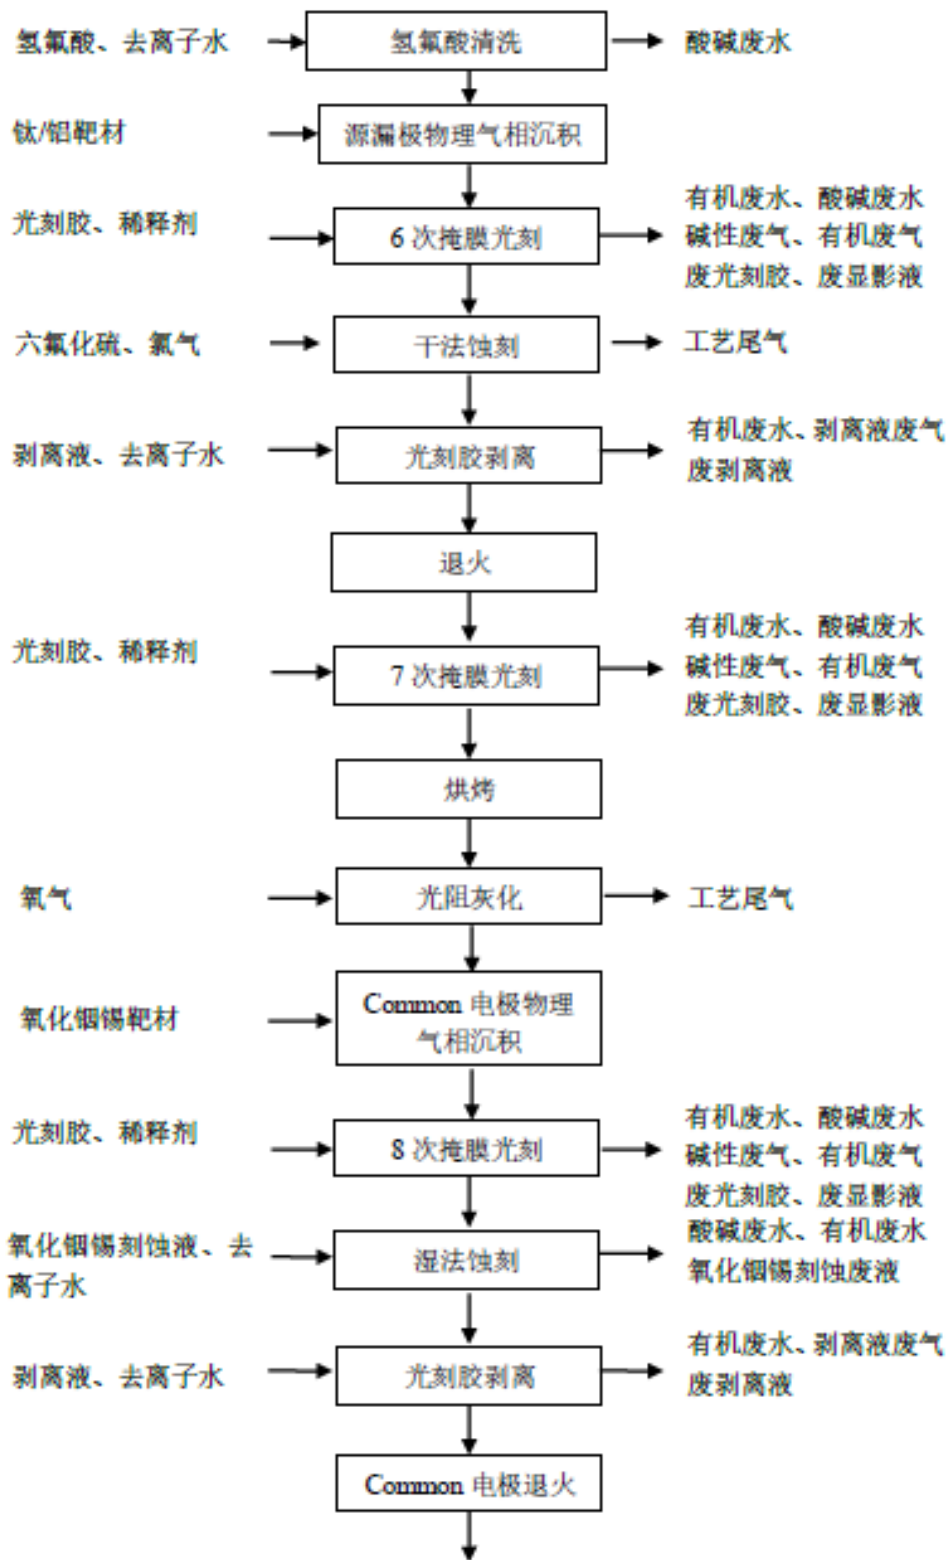 氢氟酸、去离子水
氢氟酸清洗
酸碱废水
钛/铝靶材
源漏极物理气相沉积
光刻胶、稀释剂
6 次掩膜光刻
有机废水、酸碱废水
碱性废气、有机废气
废光刻胶、废显影液
六氟化硫、氯气
干法蚀刻
工艺尾气
剥离液、去离子水
光刻胶剥离
有机废水、剥离液废气
废剥离液
退火
光刻胶、稀释剂
7 次掩膜光刻
有机废水、酸碱废水
碱性废气、有机废气
废光刻胶、废显影液
烘烤
氧气
光阻灰化
工艺尾气
氧化铟锡靶材
Common 电极物理
气相沉积
光刻胶、稀释剂
8 次掩膜光刻
有机废水、酸碱废水
碱性废气、有机废气
废光刻胶、废显影液
氧化铟锡刻蚀液、去
离子水
湿法蚀刻
酸碱废水、有机废水
氧化铟锡刻蚀废液
剥离液、去离子水
光刻胶剥离
有机废水、剥离液废气
废剥离液
Common 电极退火